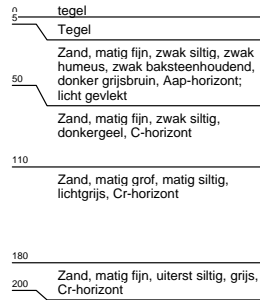 0 tegel
5
Tegel
Zand, matig fijn, zwak siltig, zwak
humeus, zwak baksteenhoudend,
50 donker grijsbruin, Aap-horizont;
licht gevlekt
Zand, matig fijn, zwak siltig,
donkergeel, C-horizont
110
Zand, matig grof, matig siltig,
lichtgrijs, Cr-horizont
180
Zand, matig fijn, uiterst siltig, grijs,
200 Cr-horizont